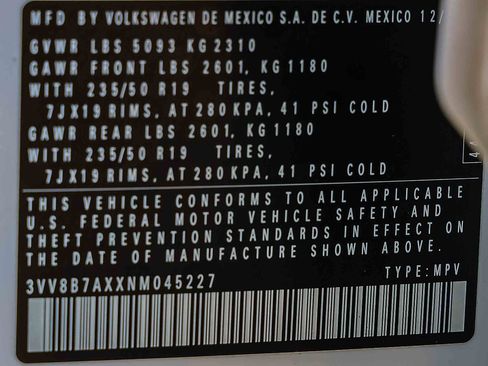 MFD BY VOLKSWAGEN DE MEXICO S.A. DE C.V. MEXICO 12/
GVWR LBS 5093 KG 2310
GAWR FRONT LBS 2601, KG 1180
WITH 235/50 R19 TIRES,
7JX19 RIMS, AT 280 KPA, 41 PSI COLD
GAWR REAR LBS 2601, KG 1180
WITH 235/50 R19 TIRES,
7JX19 RIMS, AT 280 KPA, 41 PSI COLD
THIS VEHICLE CONFORMS TO ALL APPLICABLE
U.S. FEDERAL MOTOR VEHICLE SAFETY AND
THEFT PREVENTION STANDARDS IN EFFECT ON
THE DATE OF MANUFACTURE SHOWN ABOVE.
3VV8B7AXXNM045227 TYPE: MPV